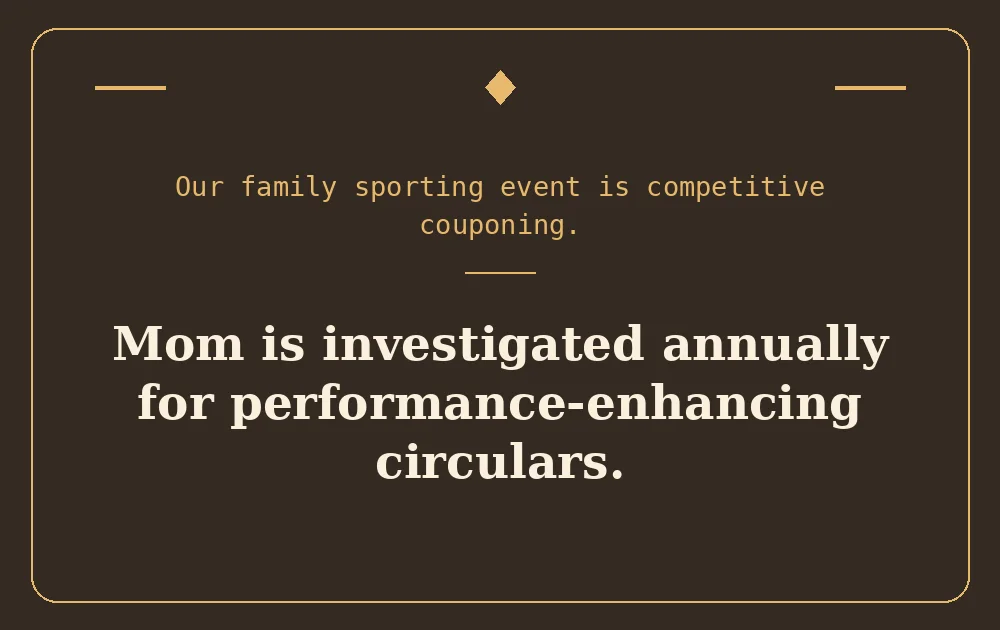 Our family sporting event is competitive
couponing.
Mom is investigated annually
for performance-enhancing
circulars.